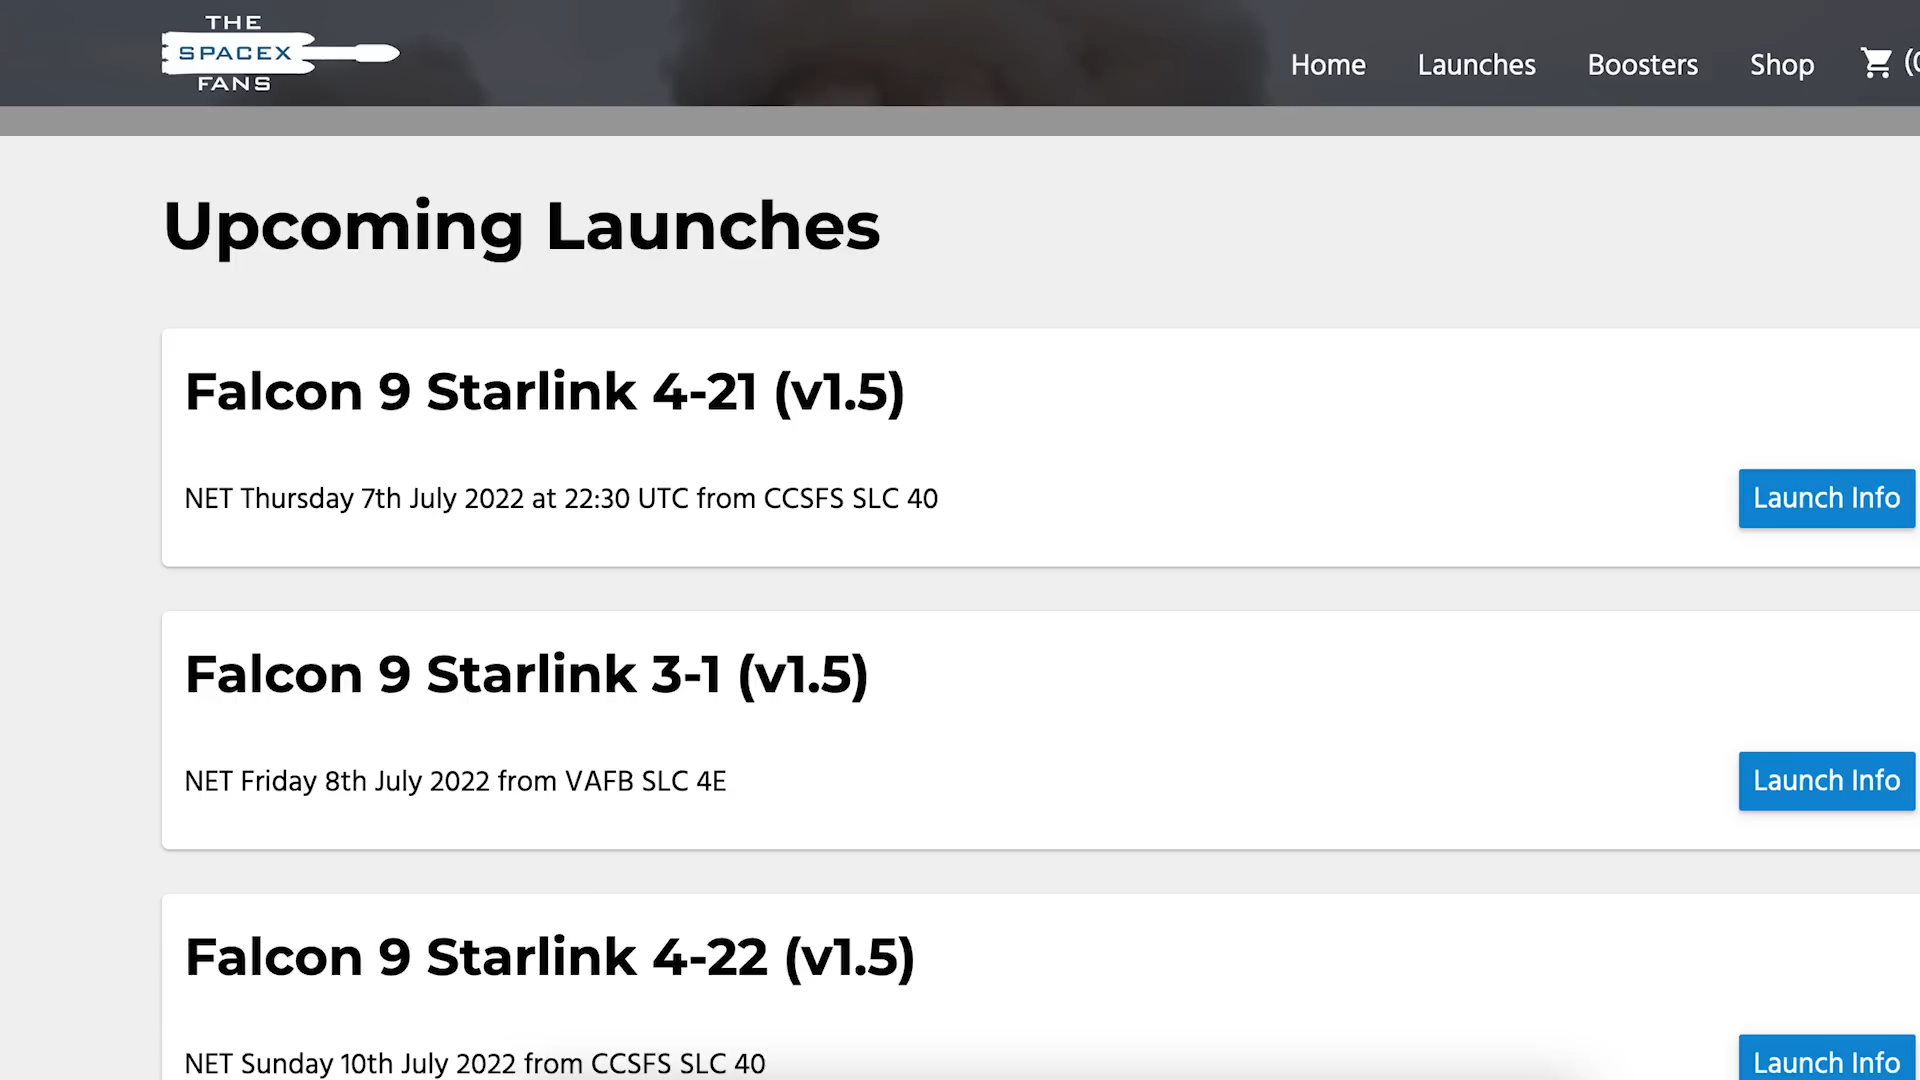 THE
SPACEX
FANS
Home Launches Boosters Shop
Upcoming Launches
Falcon 9 Starlink 4-21 (v1.5)
NET Thursday 7th July 2022 at 22:30 UTC from CCSFS SLC 40
Launch Info
Falcon 9 Starlink 3-1 (v1.5)
NET Friday 8th July 2022 from VAFB SLC 4E
Launch Info
Falcon 9 Starlink 4-22 (v1.5)
NET Sunday 10th July 2022 from CCSFS SLC 40
Launch Info